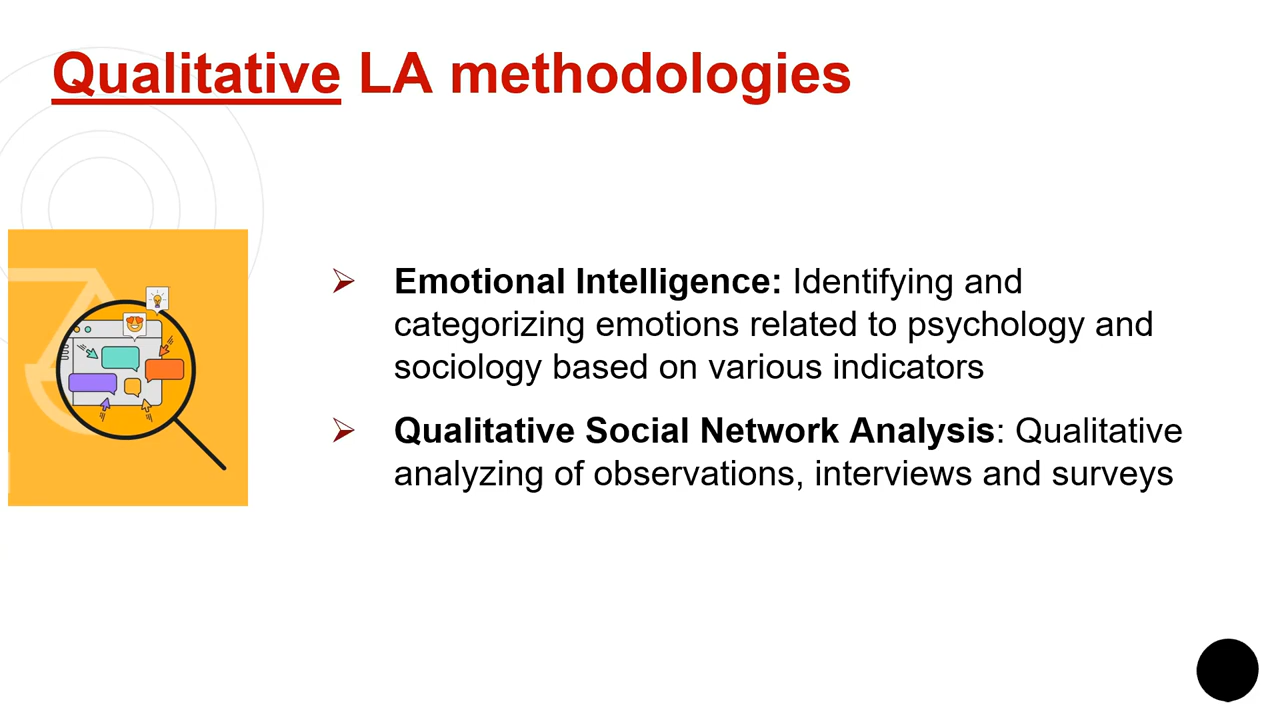 Qualitative LA methodologies
Emotional Intelligence: Identifying and
categorizing emotions related to psychology and
sociology based on various indicators
Qualitative Social Network Analysis: Qualitative
analyzing of observations, interviews and surveys